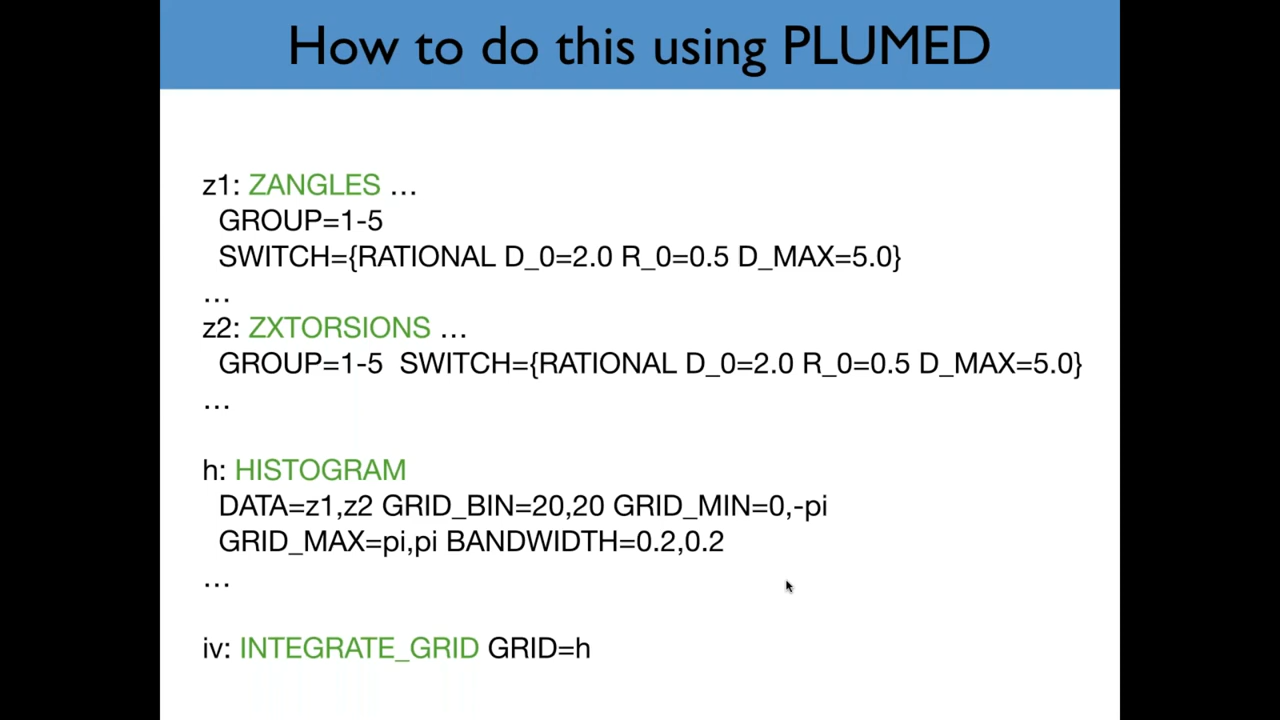 How to do this using PLUMED
z1: ZANGLES …
GROUP=1-5
SWITCH={RATIONAL D_0=2.0 R_0=0.5 D_MAX=5.0}
…
z2: ZXTORSIONS …
GROUP=1-5 SWITCH={RATIONAL D_0=2.0 R_0=0.5 D_MAX=5.0}
…
h: HISTOGRAM
DATA=z1,z2 GRID_BIN=20,20 GRID_MIN=0,-pi
GRID_MAX=pi,pi BANDWIDTH=0.2,0.2
…
iv: INTEGRATE_GRID GRID=h